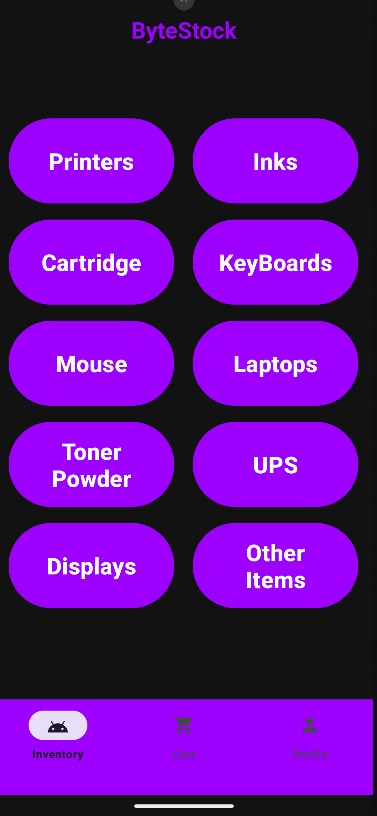 ByteStock
Printers
Inks
Cartridge
KeyBoards
Mouse
Laptops
Toner
Powder
UPS
Displays
Other
Items
Inventory
Cart
Profile